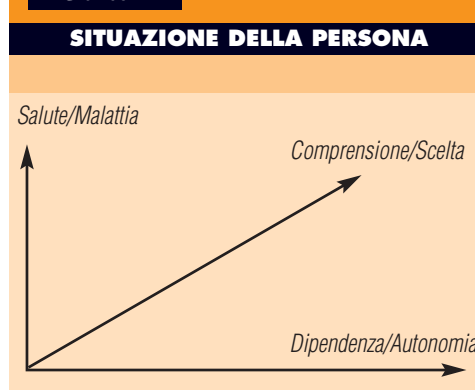 SITUAZIONE DELLA PERSONA
Salute/Malattia
Comprensione/Scelta
Dipendenza/Autonomia